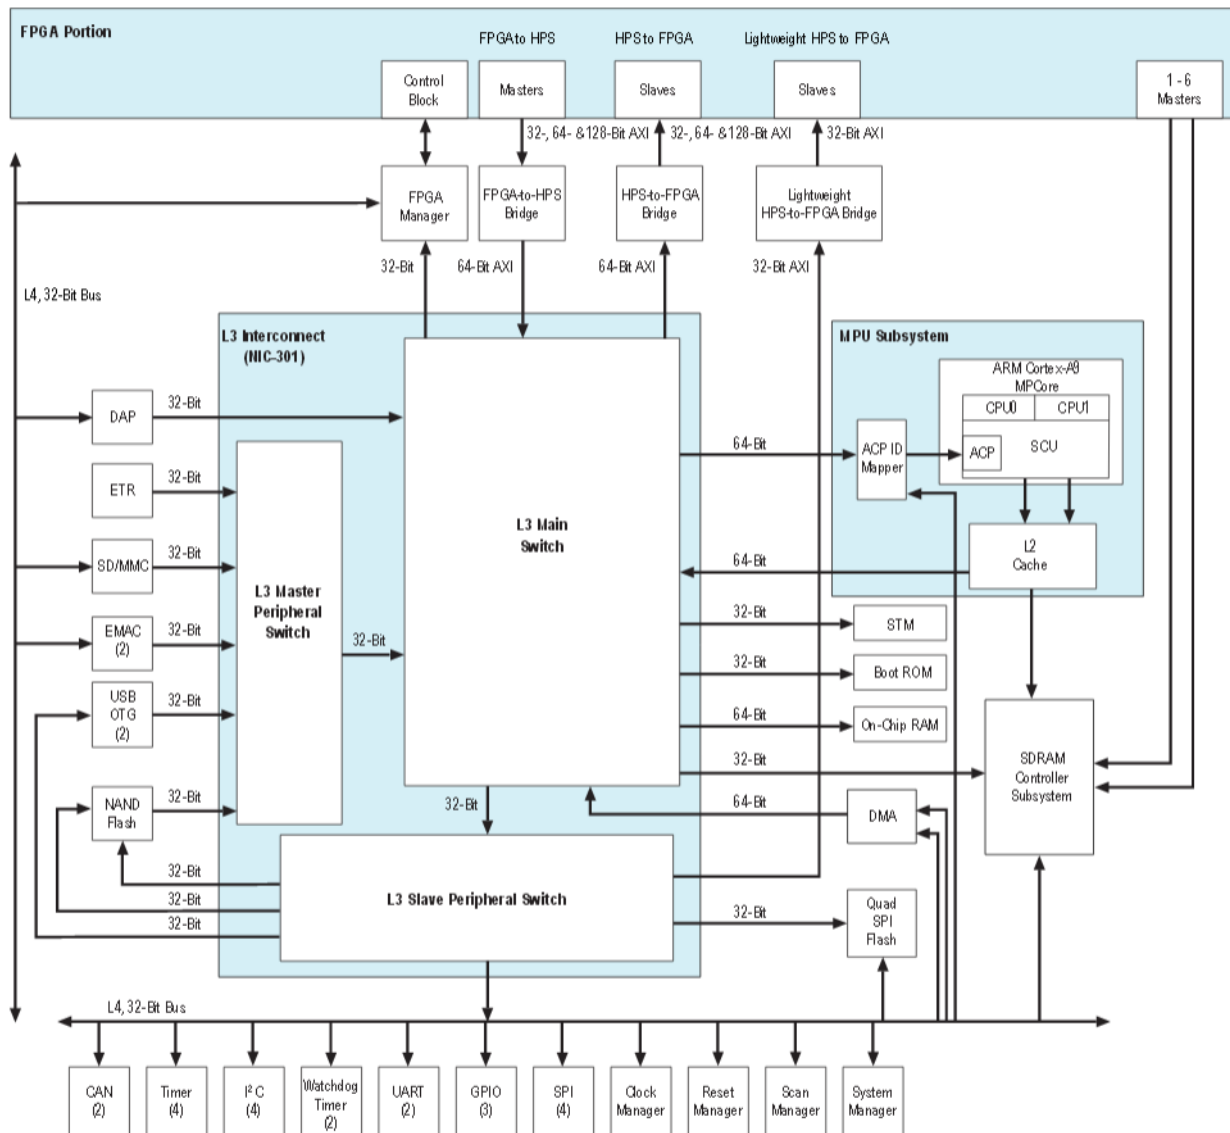 FPGA Portion
FPGA to HPS
HPS to FPGA
Lightweight HPS to FPGA
Control
Block
Masters
Slaves
Slaves
1 - 6
Masters
32-, 64- &128-Bit AXI
32-, 64- &128-Bit AXI
32-Bit AXI
FPGA
Manager
FPGA-to-HPS
Bridge
HPS-to-FPGA
Bridge
Lightweight
HPS-to-FPGA Bridge
32-Bit
64-Bit AXI
64-Bit AXI
32-Bit AXI
L4, 32-Bit Bus
L3 Interconnect
(NIC-301)
MPU Subsystem
ARM Cortex-A9
MPCore
CPU0
CPU1
ACP
SCU
ACP ID
Mapper
L2
Cache
DAP
32-Bit
ETR
32-Bit
SD/MMC
32-Bit
EMAC
(2)
32-Bit
USB
OTG
(2)
32-Bit
NAND
Flash
32-Bit
L3 Master
Peripheral
Switch
32-Bit
L3 Main
Switch
64-Bit
64-Bit
32-Bit
STM
32-Bit
Boot ROM
64-Bit
On-Chip RAM
32-Bit
SDRAM
Controller
Subsystem
64-Bit
DMA
32-Bit
L3 Slave Peripheral Switch
32-Bit
32-Bit
32-Bit
32-Bit
Quad
SPI
Flash
L4, 32-Bit Bus
CAN
(2)
Timer
(4)
I²C
(4)
Watchdog
Timer
(2)
UART
(2)
GPIO
(3)
SPI
(4)
Clock
Manager
Reset
Manager
Scan
Manager
System
Manager